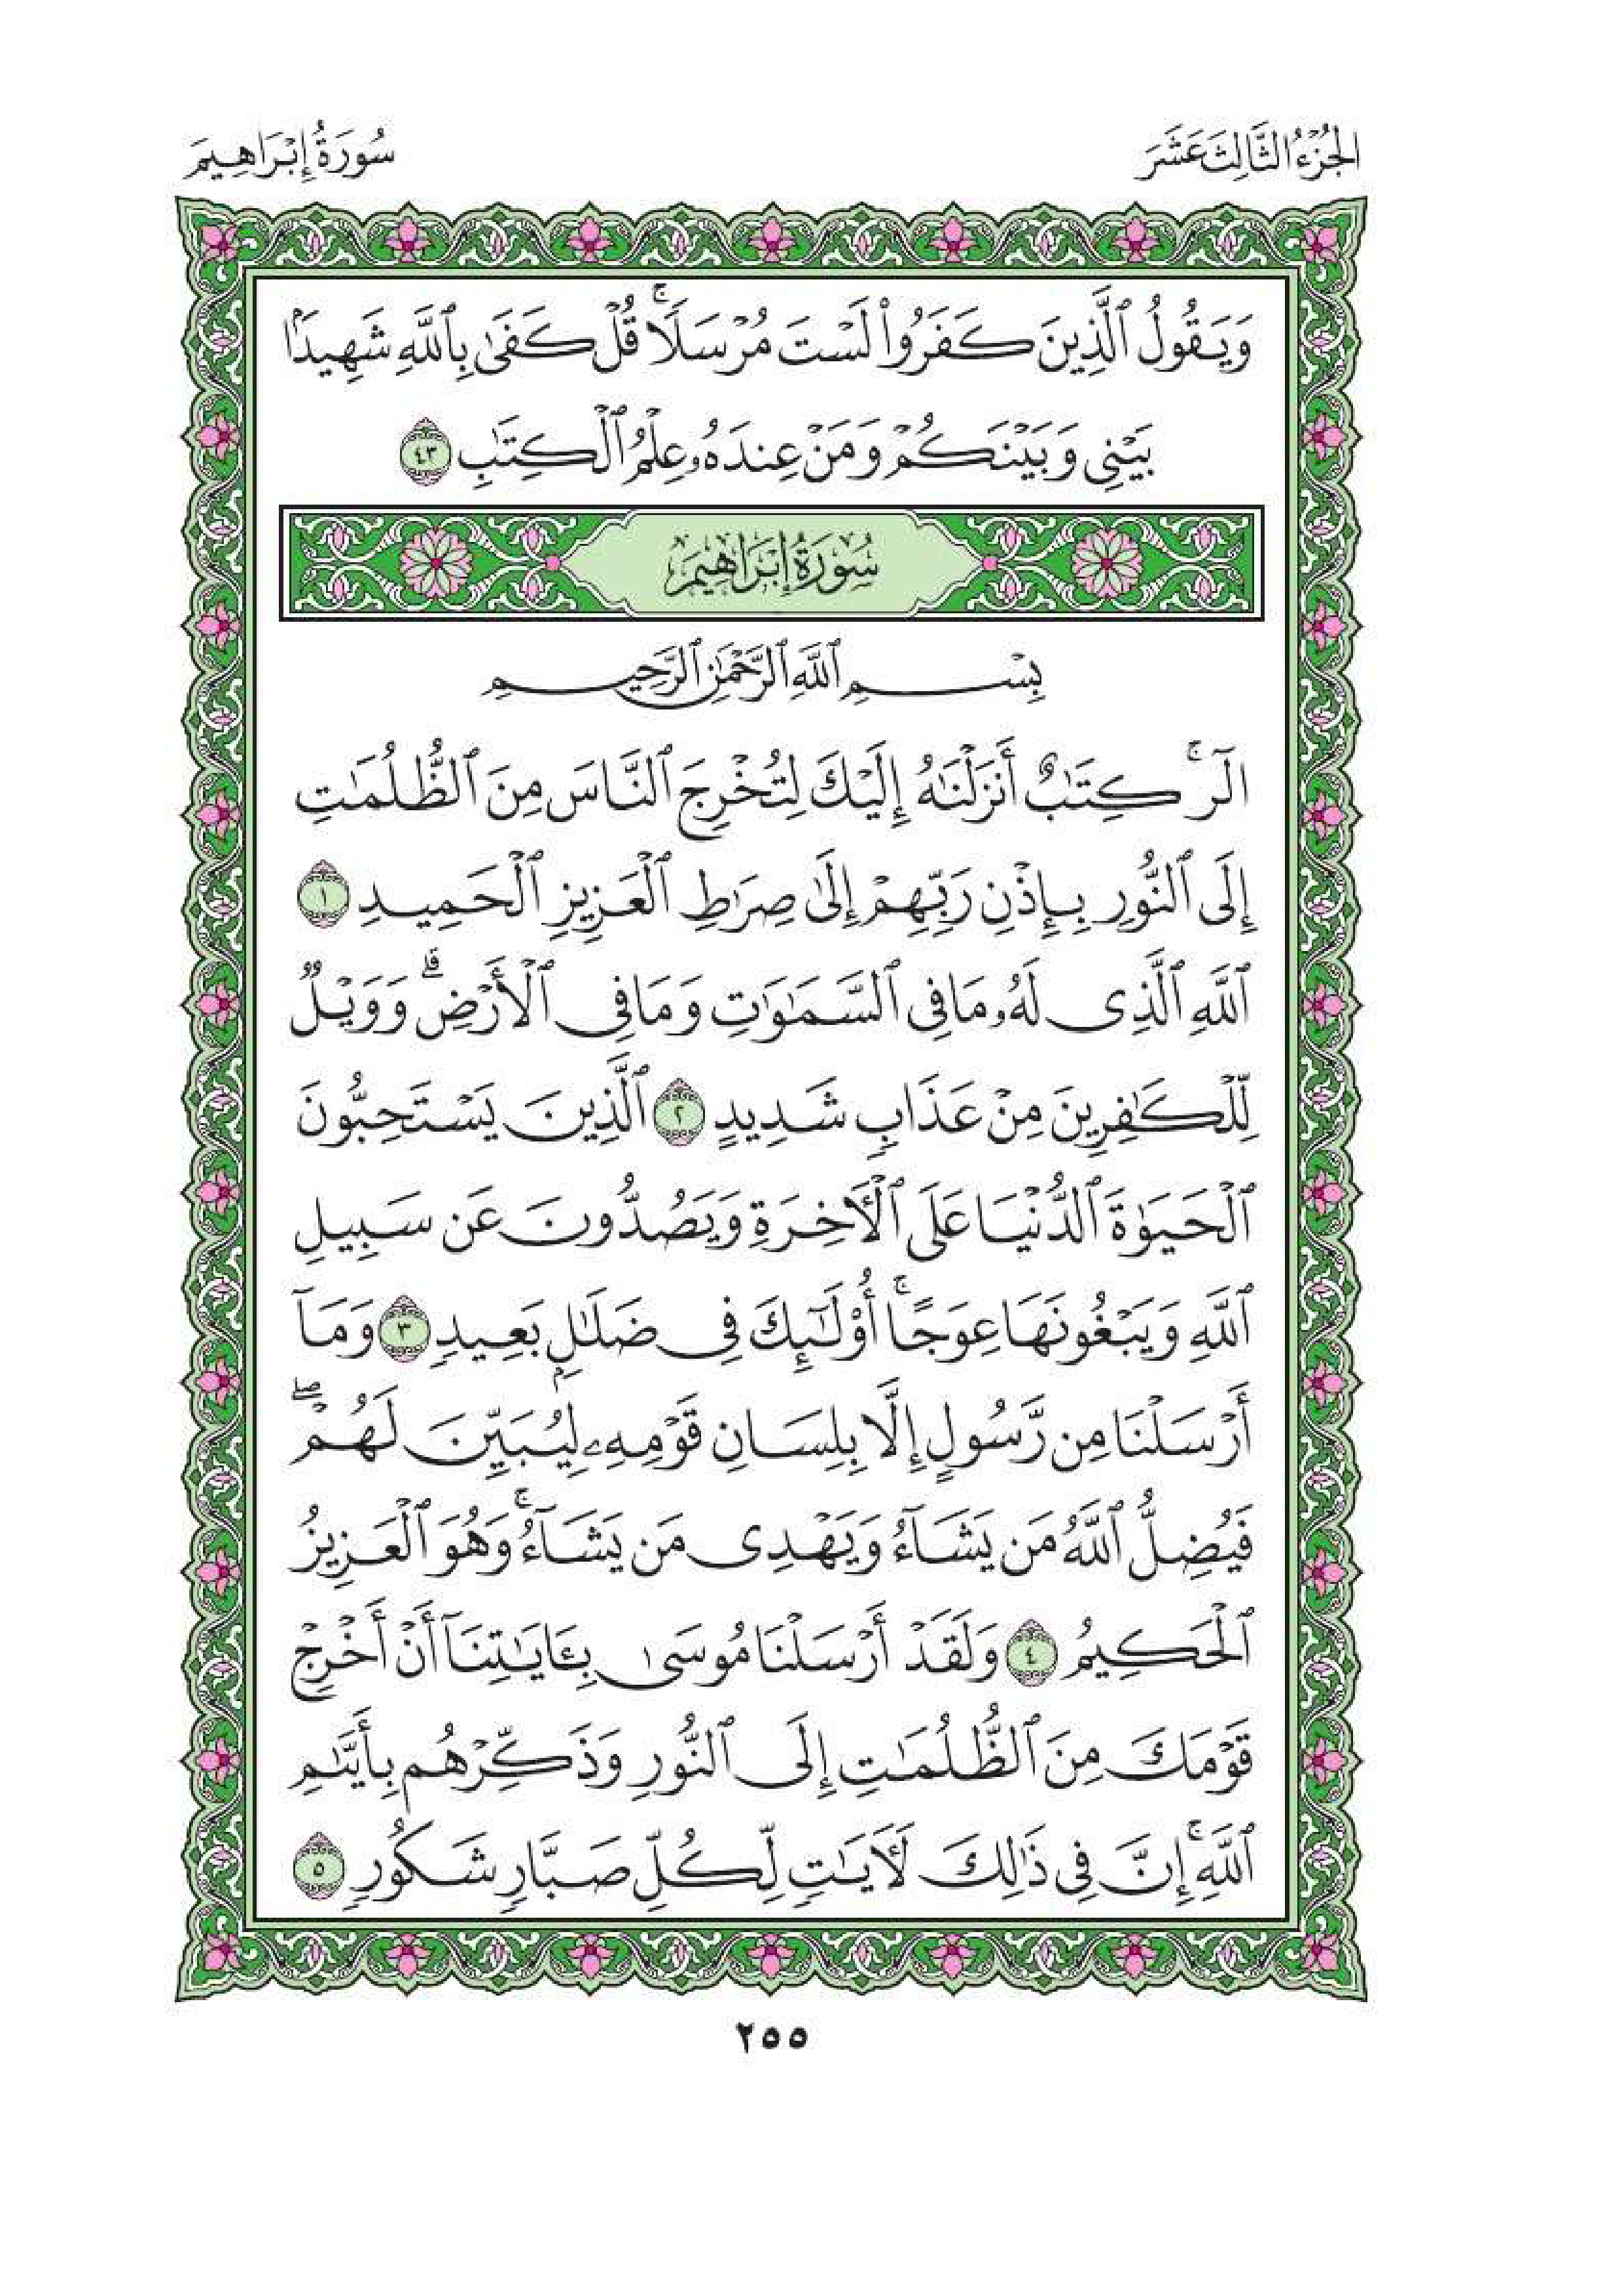 الجُزْءُ الثَّالِثَ عَشَرَ
سُورَةُ إِبْرَاهِيمَ
وَيَقُولُ ٱلَّذِينَ كَفَرُواْ لَسْتَ مُرْسَلًاۚ قُلْ كَفَىٰ بِٱللَّهِ شَهِيدَۢا
بَيْنِى وَبَيْنَكُمْ وَمَنْ عِندَهُۥ عِلْمُ ٱلْكِتَٰبِ ٤٣
سُورَةُ إِبْرَاهِيمَ
بِسْمِ ٱللَّهِ ٱلرَّحْمَٰنِ ٱلرَّحِيمِ
الٓرۚ كِتَٰبٌ أَنزَلْنَٰهُ إِلَيْكَ لِتُخْرِجَ ٱلنَّاسَ مِنَ ٱلظُّلُمَٰتِ
إِلَى ٱلنُّورِ بِإِذْنِ رَبِّهِمْ إِلَىٰ صِرَٰطِ ٱلْعَزِيزِ ٱلْحَمِيدِ ١
ٱللَّهِ ٱلَّذِى لَهُۥ مَا فِى ٱلسَّمَٰوَٰتِ وَمَا فِى ٱلْأَرْضِۗ وَوَيْلٌ
لِّلْكَٰفِرِينَ مِنْ عَذَابٍ شَدِيدٍ ٢ ٱلَّذِينَ يَسْتَحِبُّونَ
ٱلْحَيَوٰةَ ٱلدُّنْيَا عَلَى ٱلْـَٔاخِرَةِ وَيَصُدُّونَ عَن سَبِيلِ
ٱللَّهِ وَيَبْغُونَهَا عِوَجًاۚ أُوْلَٰٓئِكَ فِى ضَلَٰلِۭ بَعِيدٍ ٣ وَمَآ
أَرْسَلْنَا مِن رَّسُولٍ إِلَّا بِلِسَانِ قَوْمِهِۦ لِيُبَيِّنَ لَهُمْۖ
فَيُضِلُّ ٱللَّهُ مَن يَشَآءُ وَيَهْدِى مَن يَشَآءُۚ وَهُوَ ٱلْعَزِيزُ
ٱلْحَكِيمُ ٤ وَلَقَدْ أَرْسَلْنَا مُوسَىٰ بِـَٔايَٰتِنَآ أَنْ أَخْرِجْ
قَوْمَكَ مِنَ ٱلظُّلُمَٰتِ إِلَى ٱلنُّورِ وَذَكِّرْهُم بِأَيَّىٰمِ
ٱللَّهِۚ إِنَّ فِى ذَٰلِكَ لَـَٔايَٰتٍ لِّكُلِّ صَبَّارٍ شَكُورٍ ٥
٢٥٥